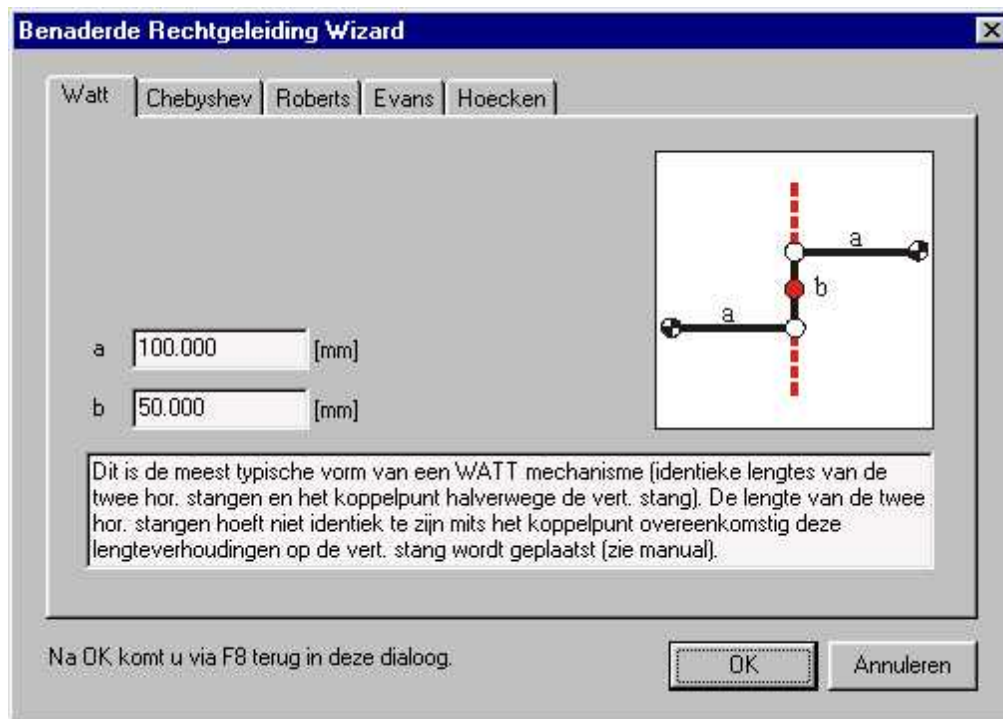 Benaderde Rechtgeleiding Wizard
Watt Chebyshev Roberts Evans Hoecken
a
b
a
a 100.000 [mm]
b 50.000 [mm]
Dit is de meest typische vorm van een WATT mechanisme (identieke lengtes van de
twee hor. stangen en het koppelpunt halverwege de vert. stang). De lengte van de twee
hor. stangen hoeft niet identiek te zijn mits het koppelpunt overeenkomstig deze
lengteverhoudingen op de vert. stang wordt geplaatst (zie manual).
Na OK komt u via F8 terug in deze dialoog.
OK
Annuleren